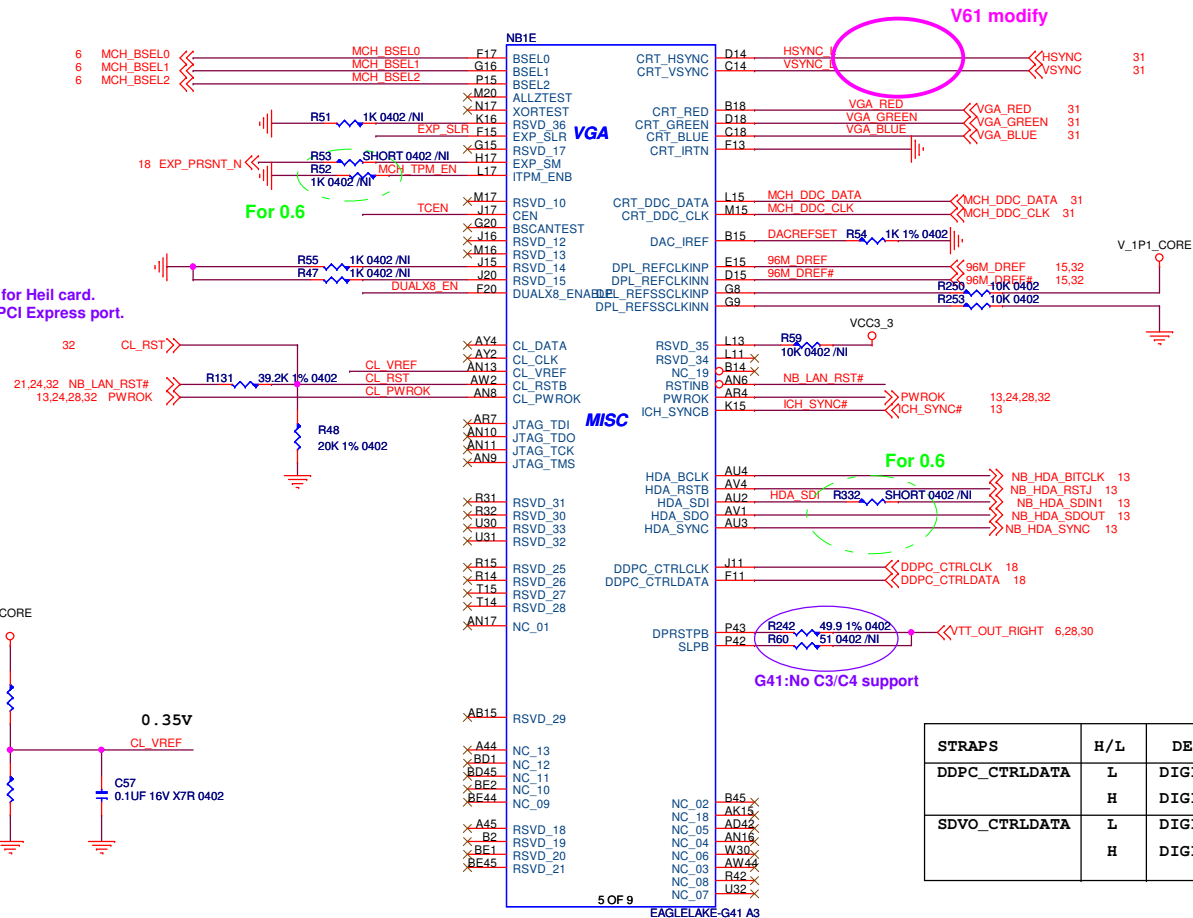 V61 modify
NB1E
6 MCH_BSEL0 MCH_BSEL0 F17 BSEL0
6 MCH_BSEL1 MCH_BSEL1 G16 BSEL1
6 MCH_BSEL2 MCH_BSEL2 P15 BSEL2
M20 ALLZTEST
N17 XORTEST
R51 1K 0402 /NI K16 RSVD_36
EXP_SLR F15 EXP_SLR
G15 RSVD_17
18 EXP_PRSNT_N R53 SHORT 0402 /NI H17 EXP_SM
R52 1K 0402 /NI MCH_TPM_EN L17 ITPM_ENB
For 0.6
M17 RSVD_10
TCEN J17 CEN
G20 BSCANTEST
J16 RSVD_12
M16 RSVD_13
R55 1K 0402 /NI J15 RSVD_14
R47 1K 0402 /NI J20 RSVD_15
DUALX8_EN F20 DUALX8_ENABLE
for Heil card.
PCI Express port.
VGA
CRT_HSYNC D14 HSYNC_L HSYNC 31
CRT_VSYNC C14 VSYNC_L VSYNC 31
CRT_RED B18 VGA_RED VGA_RED 31
CRT_GREEN D18 VGA_GREEN VGA_GREEN 31
CRT_BLUE C18 VGA_BLUE VGA_BLUE 31
CRT_IRTN F13
CRT_DDC_DATA L15 MCH_DDC_DATA MCH_DDC_DATA 31
CRT_DDC_CLK M15 MCH_DDC_CLK MCH_DDC_CLK 31
DAC_IREF B15 DACREFSET R54 1K 1% 0402
V_1P1_CORE
DPL_REFCLKINP E15 96M_DREF 96M_DREF 15,32
DPL_REFCLKINN D15 96M_DREF# 96M_DREF# 15,32
DPL_REFSSCLKINP G8 R250 10K 0402
DPL_REFSSCLKINN G9 R253 10K 0402
32 CL_RST
AY4 CL_DATA
AY2 CL_CLK
CL_VREF AN13 CL_VREF
21,24,32 NB_LAN_RST# R131 39.2K 1% 0402 CL_RST AW2 CL_RSTB
13,24,28,32 PWROK CL_PWROK AN8 CL_PWROK
R48
20K 1% 0402
AR7 JTAG_TDI
AN10 JTAG_TDO
AN11 JTAG_TCK
AN9 JTAG_TMS
MISC
VCC3_3
RSVD_35 L13 R59 10K 0402 /NI
RSVD_34 L11
NC_19 B14
RSTINB AN6 NB_LAN_RST#
PWROK AR4 PWROK 13,24,28,32
ICH_SYNCB K15 ICH_SYNC# ICH_SYNC# 13
For 0.6
HDA_BCLK AU4 NB_HDA_BITCLK 13
HDA_RSTB AV4 NB_HDA_RSTJ 13
HDA_SDI AU2 HDA_SDI R332 SHORT 0402 /NI NB_HDA_SDIN1 13
HDA_SDO AV1 NB_HDA_SDOUT 13
HDA_SYNC AU3 NB_HDA_SYNC 13
R31 RSVD_31
R32 RSVD_30
U30 RSVD_33
U31 RSVD_32
R15 RSVD_25
R14 RSVD_26
T15 RSVD_27
T14 RSVD_28
AN17 NC_01
DDPC_CTRLCLK J11 DDPC_CTRLCLK 18
DDPC_CTRLDATA F11 DDPC_CTRLDATA 18
DPRSTPB P43 R242 49.9 1% 0402 VTT_OUT_RIGHT 6,28,30
SLPB P42 R60 51 0402 /NI
G41:No C3/C4 support
CORE
0.35V
CL_VREF
C57
0.1UF 16V X7R 0402
AB15 RSVD_29
A44 NC_13
BD1 NC_12
BD45 NC_11
BE2 NC_10
BE44 NC_09
A45 RSVD_18
B2 RSVD_19
BE1 RSVD_20
BE45 RSVD_21
NC_02 B45
NC_18 AK15
NC_05 AD42
NC_04 AN16
NC_06 W30
NC_03 AW44
NC_08 R42
NC_07 U32
5 OF 9
EAGLELAKE-G41 A3
STRAPS H/L DE
DDPC_CTRLDATA L DIGI
H DIGI
SDVO_CTRLDATA L DIGI
H DIGI